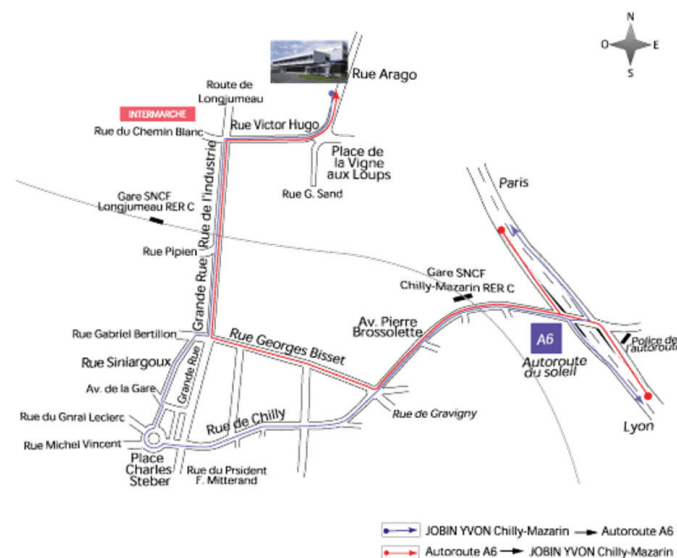 N
O
E
S
Rue Arago
Route de
Longjumeau
INTERMARCHE
Rue du Chemin Blanc
Rue Victor Hugo
Place de
la Vigne
aux Loups
Rue G. Sand
Paris
Gare SNCF
Longjumeau RER C
Rue de l'industrie
Rue Pipien
Gare SNCF
Chilly-Mazarin RER C
Grande Rue
Av. Pierre
Brossolette
Rue Gabriel Bertillon
Rue Georges Bisset
A6
Police de
l'autoroute
Autoroute
du soleil
Rue Siniargoux
Grande Rue
Av. de la Gare
Rue du Gnral Leclerc
Rue de Chilly
Rue de Gravigny
Lyon
Rue Michel Vincent
Place
Charles
Steber
Rue du Prsident
F. Mitterand
JOBIN YVON Chilly-Mazarin → Autoroute A6
Autoroute A6 → JOBIN YVON Chilly-Mazarin